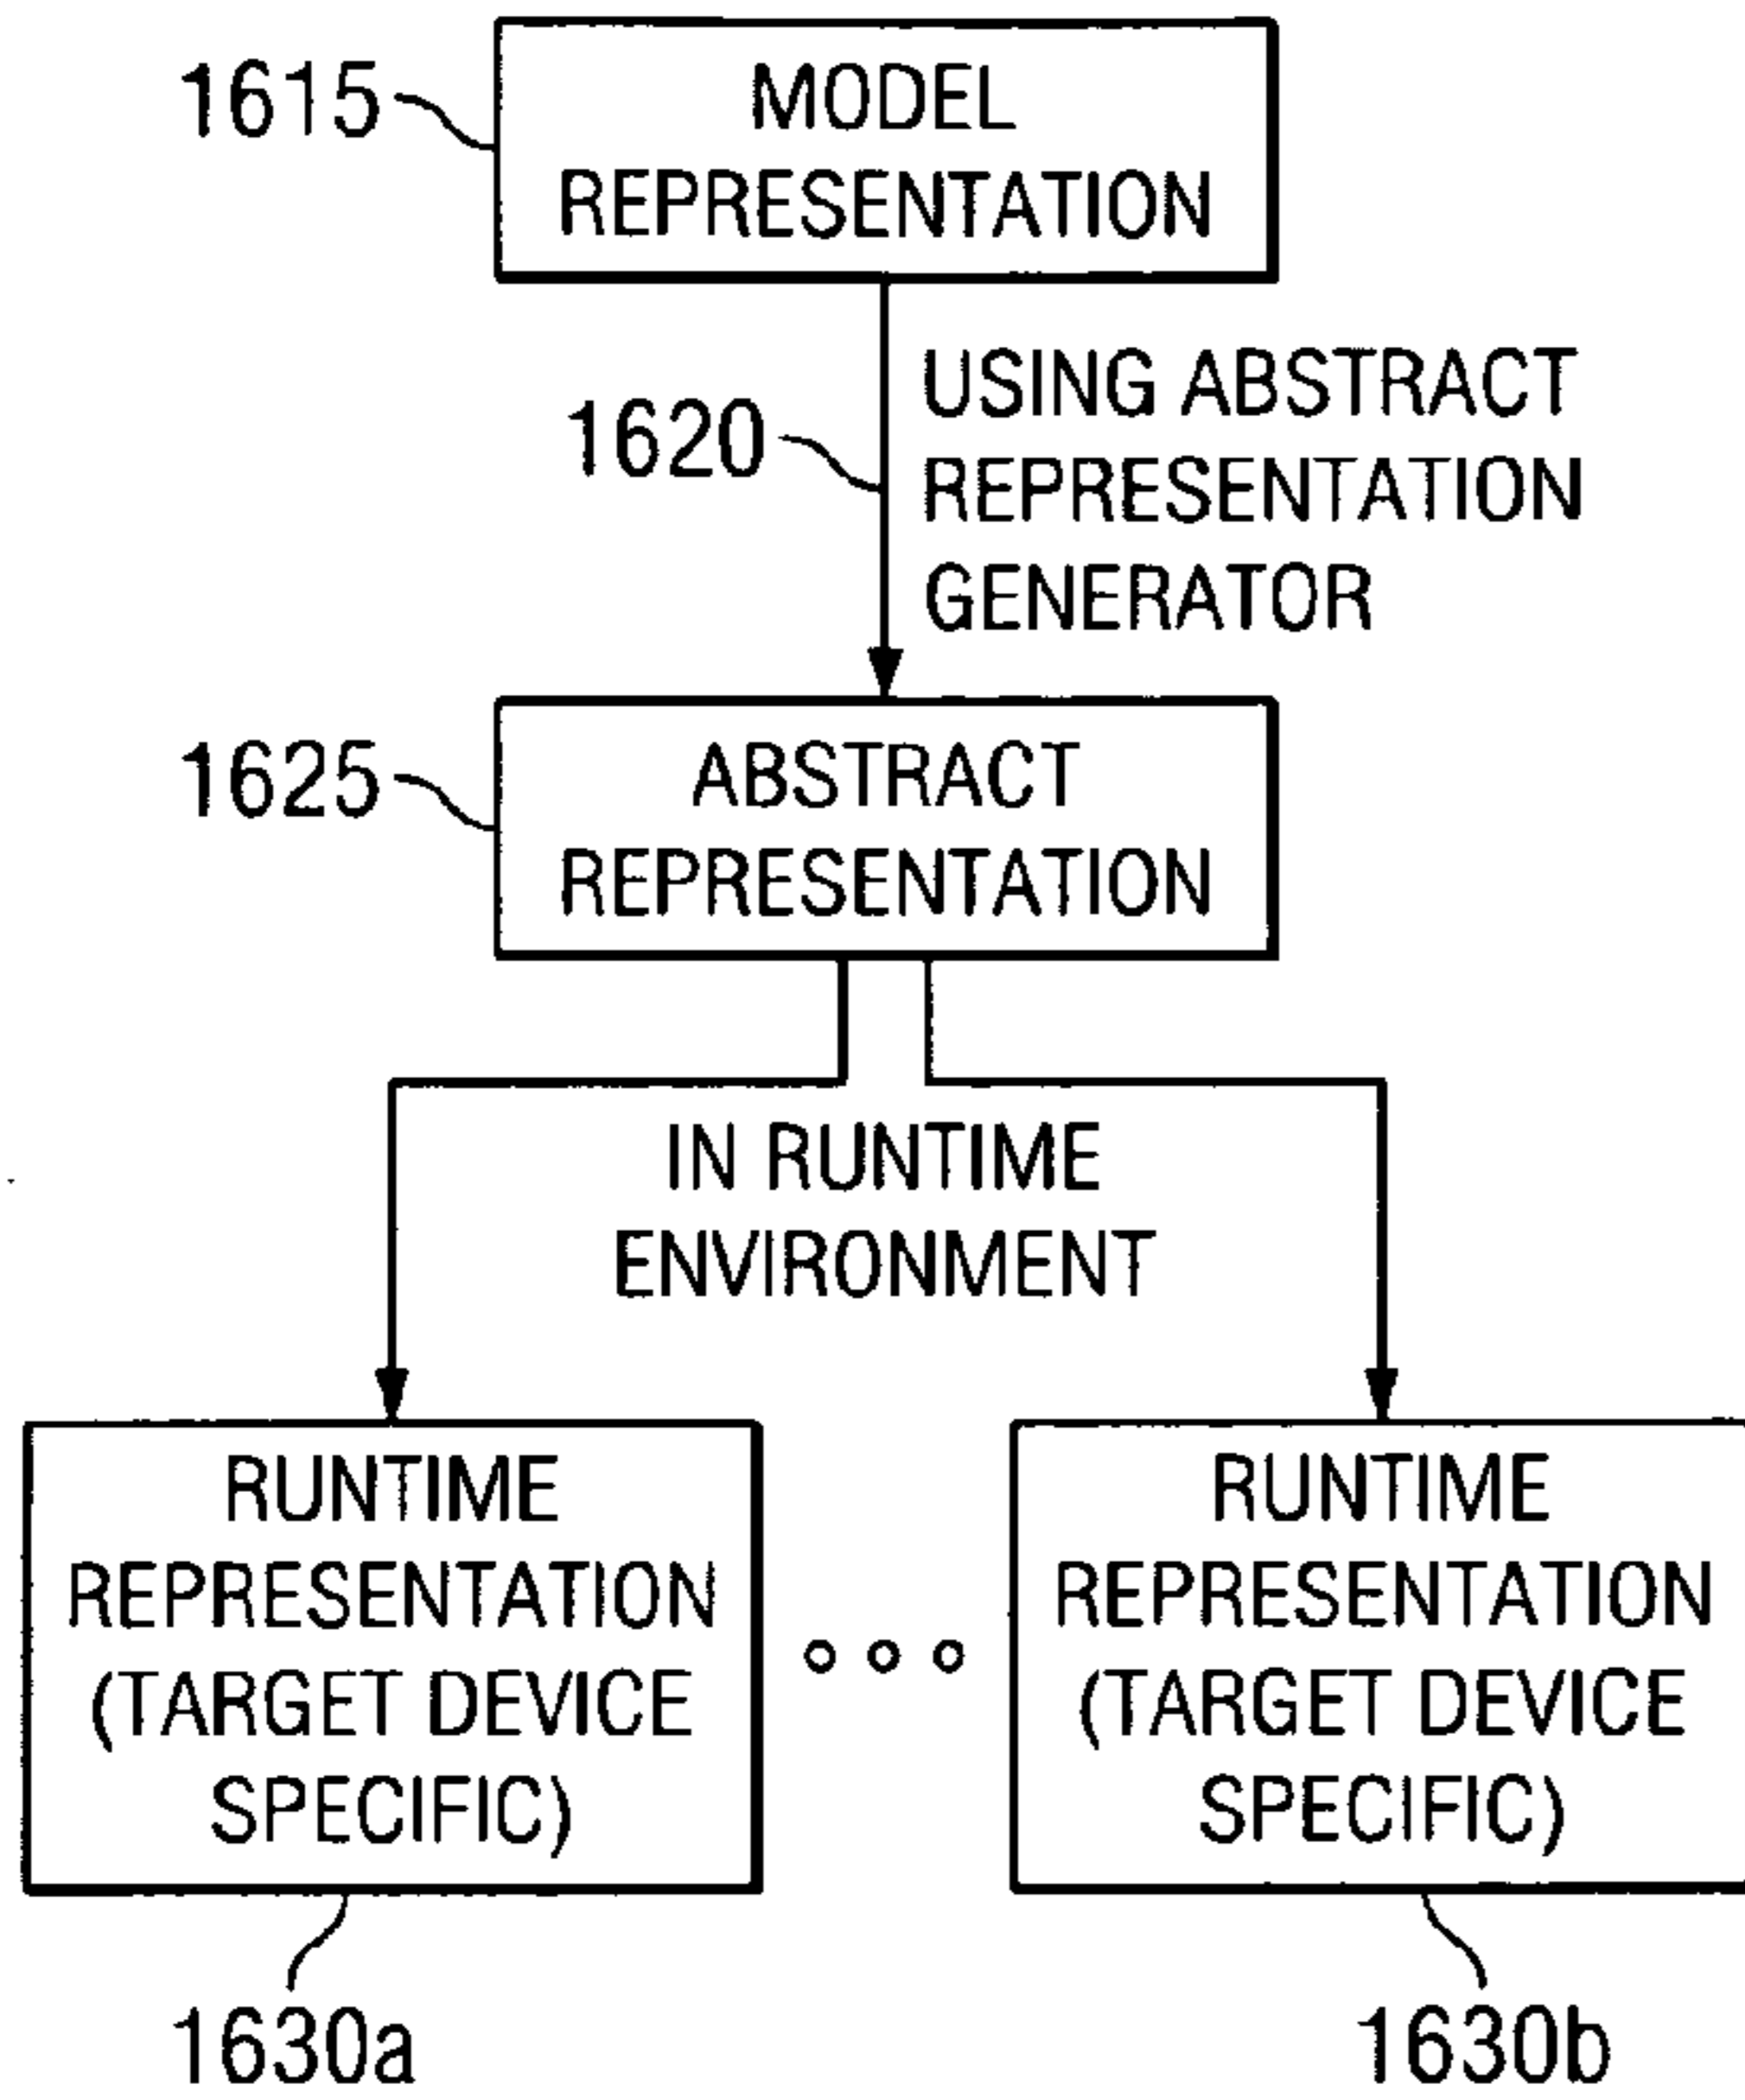 1615
MODEL
REPRESENTATION
1620
USING ABSTRACT
REPRESENTATION
GENERATOR
1625
ABSTRACT
REPRESENTATION
IN RUNTIME
ENVIRONMENT
RUNTIME
REPRESENTATION
(TARGET DEVICE
SPECIFIC)
RUNTIME
REPRESENTATION
(TARGET DEVICE
SPECIFIC)
1630a
1630b